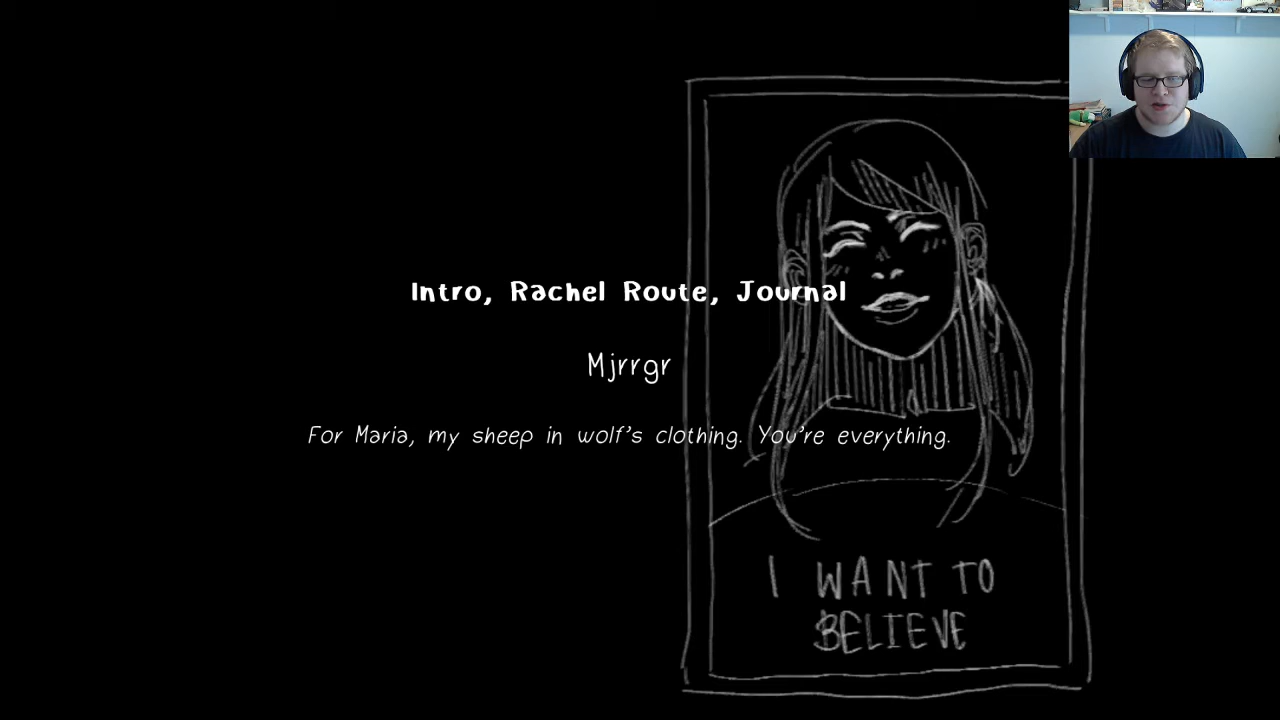 Intro, Rachel Route, Journal
Mjrrgr
For Maria, my sheep in wolf's clothing. You're everything.
I WANT TO
BELIEVE